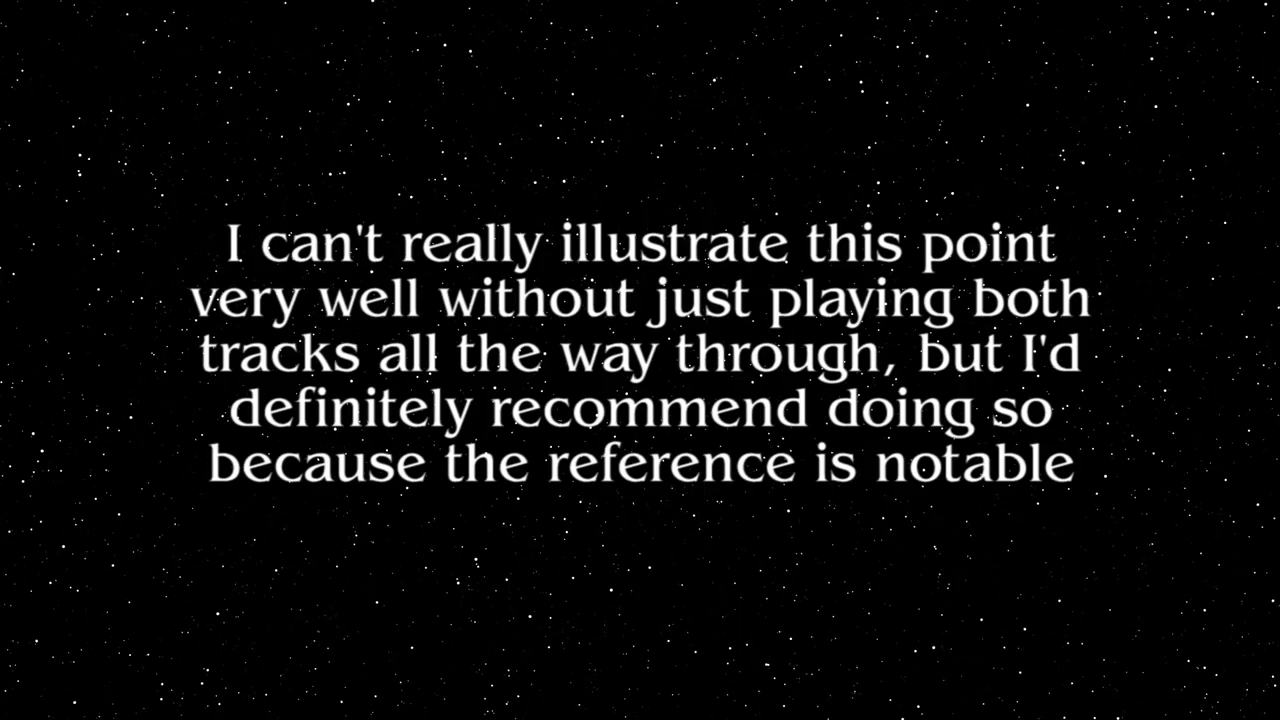 I can't really illustrate this point
very well without just playing both
tracks all the way through, but I'd
definitely recommend doing so
because the reference is notable